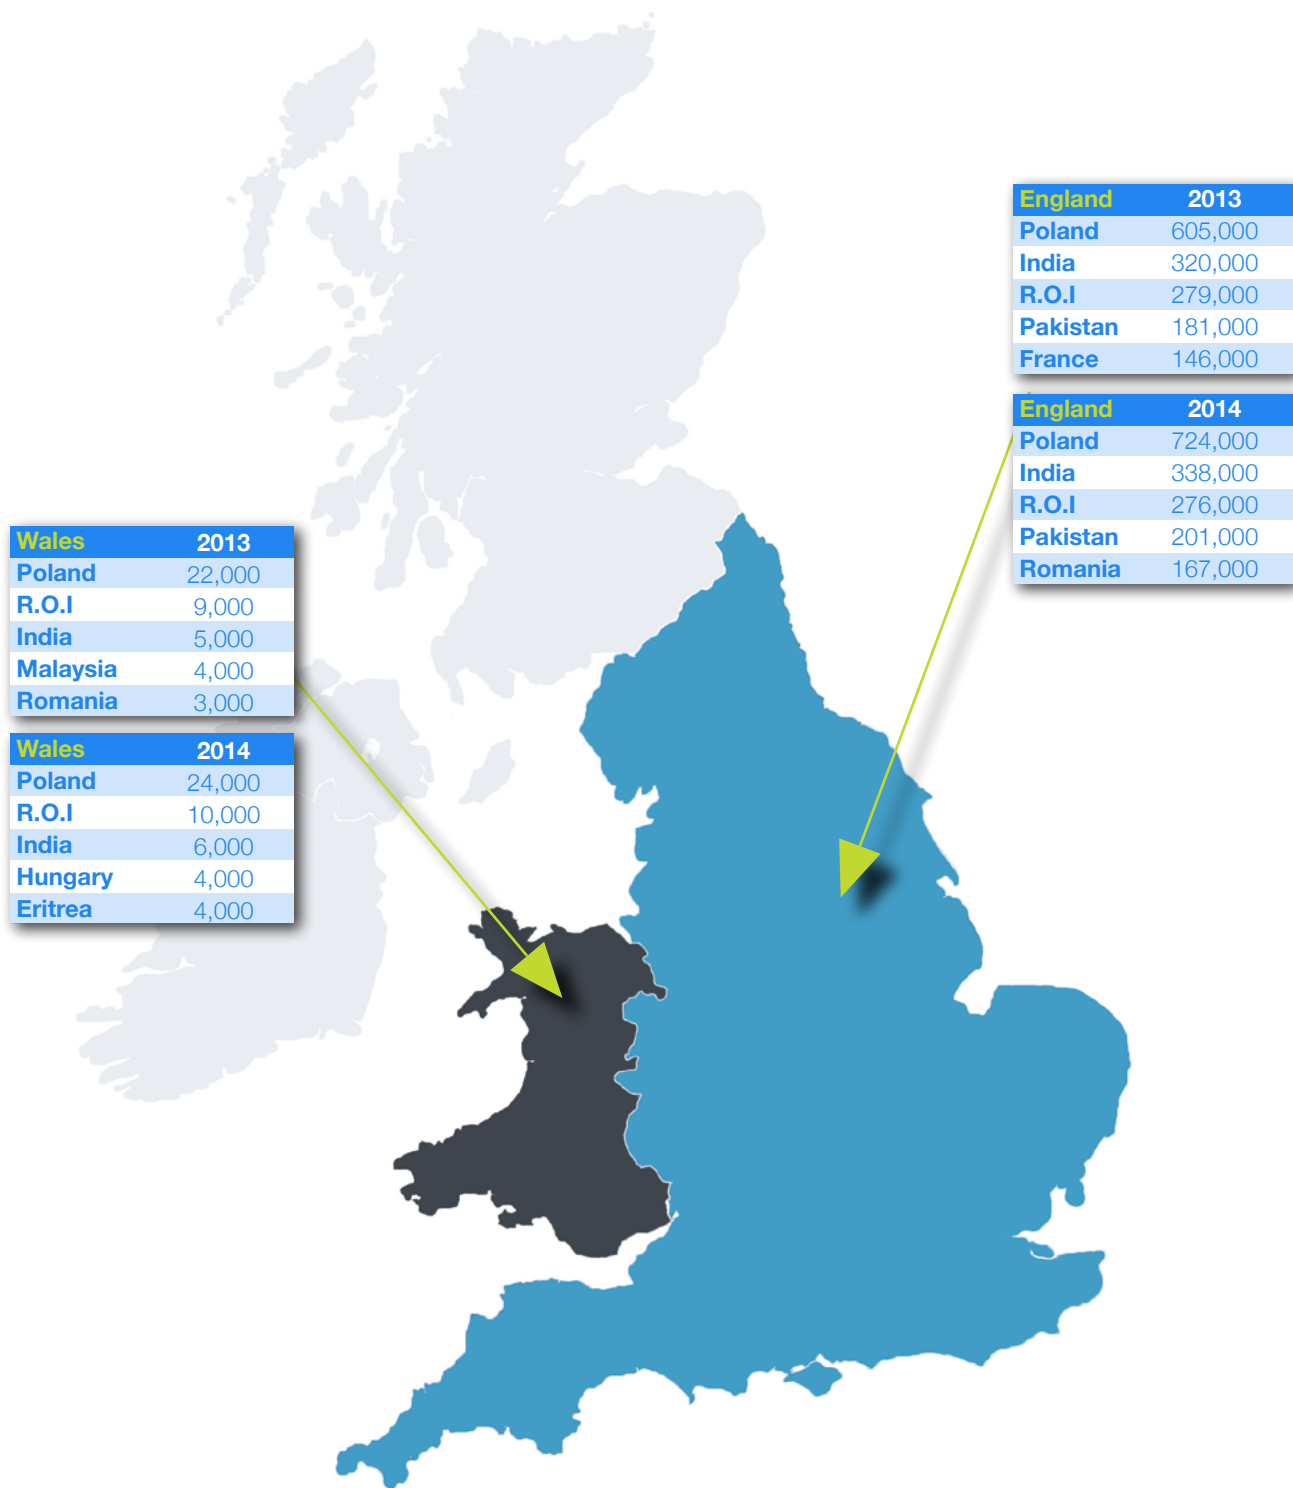 England 2013
Poland 605,000
India 320,000
R.O.I 279,000
Pakistan 181,000
France 146,000
England 2014
Poland 724,000
India 338,000
R.O.I 276,000
Pakistan 201,000
Romania 167,000
Wales 2013
Poland 22,000
R.O.I 9,000
India 5,000
Malaysia 4,000
Romania 3,000
Wales 2014
Poland 24,000
R.O.I 10,000
India 6,000
Hungary 4,000
Eritrea 4,000